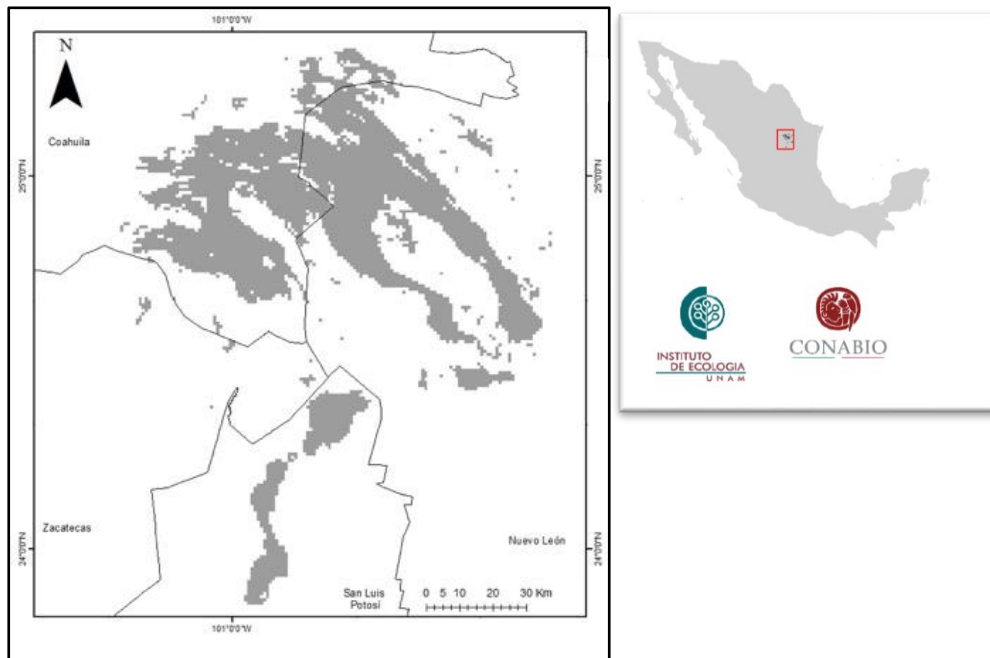 101°0'0"W
N
Coahuila
25°0'0"N
25°0'0"N
Zacatecas
24°0'0"N
24°0'0"N
Nuevo León
San Luis
Potosí
0 5 10 20 30 Km
101°0'0"W
INSTITUTO
DE ECOLOGIA
UNAM
CONABIO